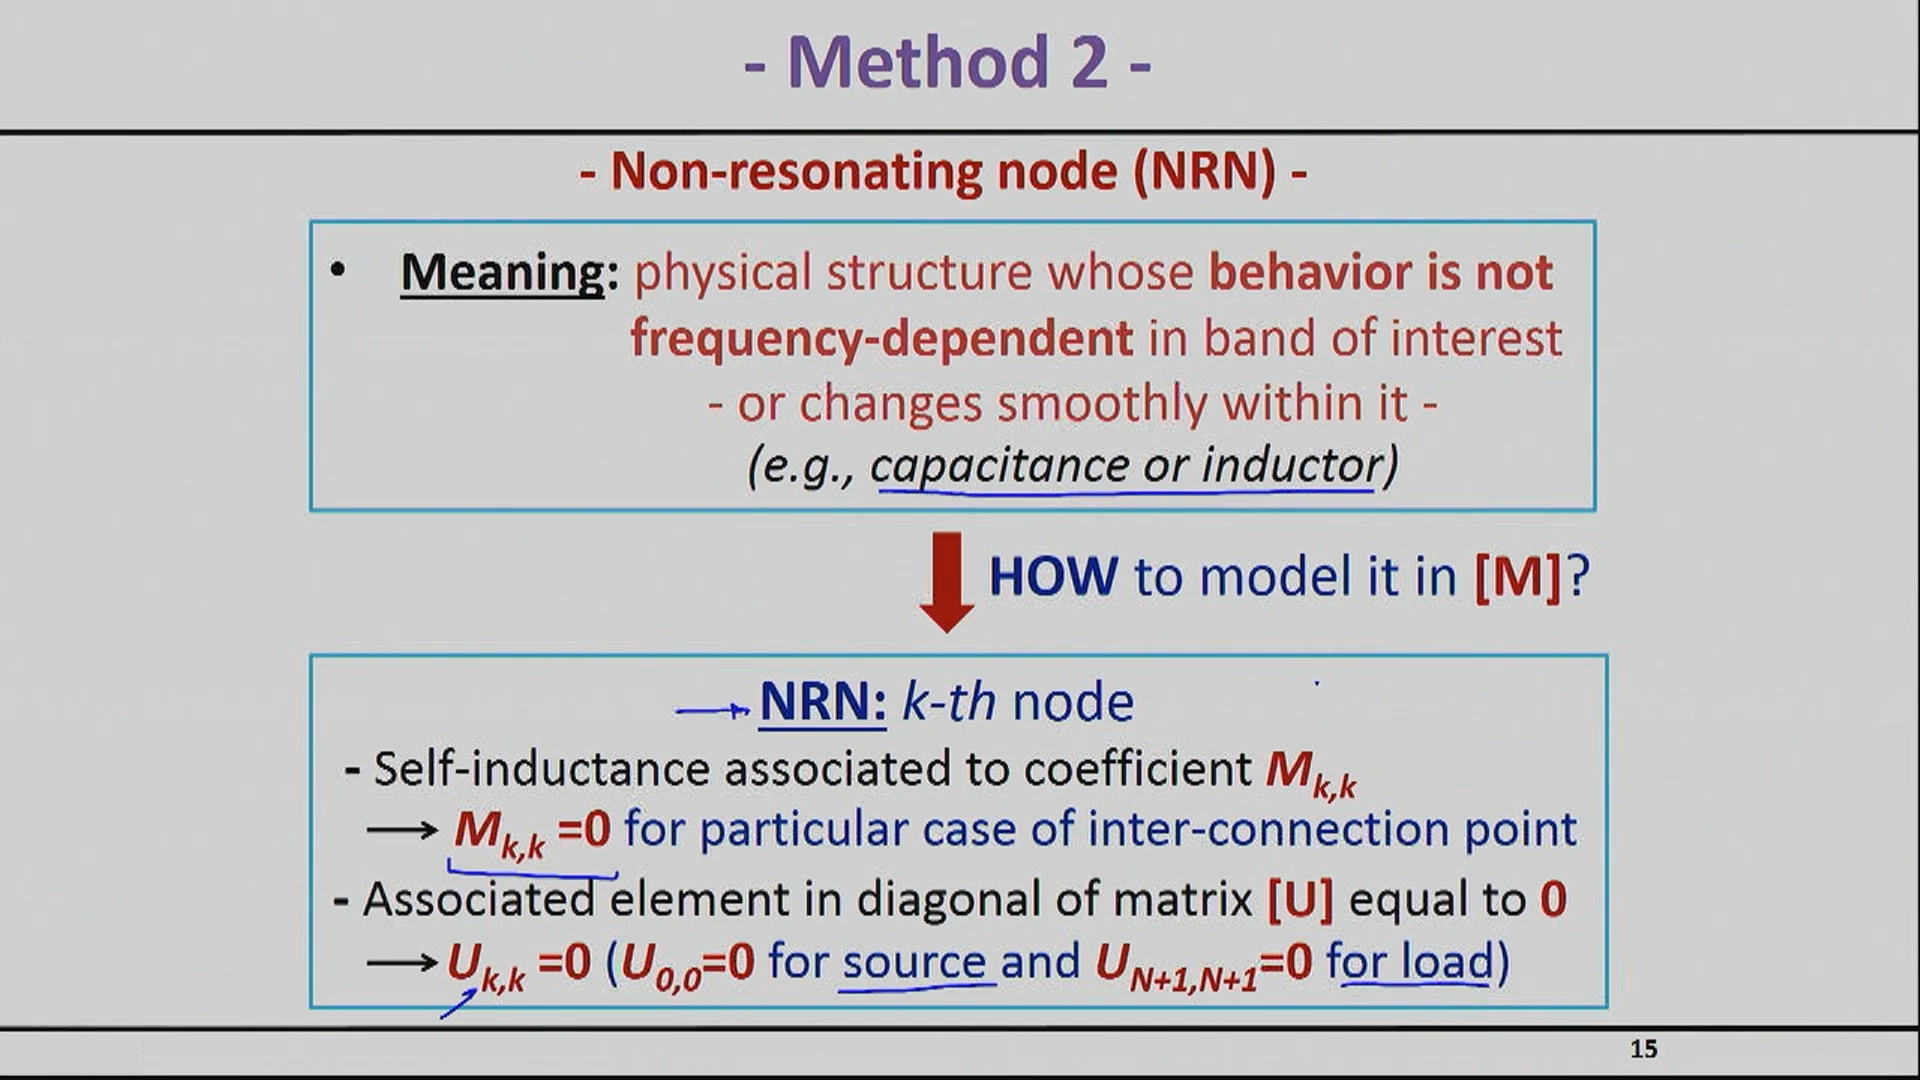 - Method 2 -
- Non-resonating node (NRN) -
• Meaning: physical structure whose behavior is not
frequency-dependent in band of interest
- or changes smoothly within it -
(e.g., capacitance or inductor)
HOW to model it in [M]?
NRN: k-th node
- Self-inductance associated to coefficient Mk,k
→ Mk,k =0 for particular case of inter-connection point
- Associated element in diagonal of matrix [U] equal to 0
→ Uk,k =0 (U0,0=0 for source and UN+1,N+1=0 for load)
15